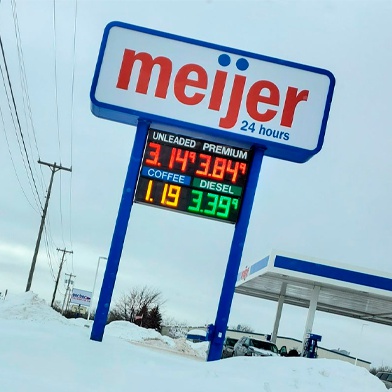 meijer
24 hours
UNLEADED PREMIUM
3.14⁹ 3.84⁹
COFFEE DIESEL
1.19 3.39⁹